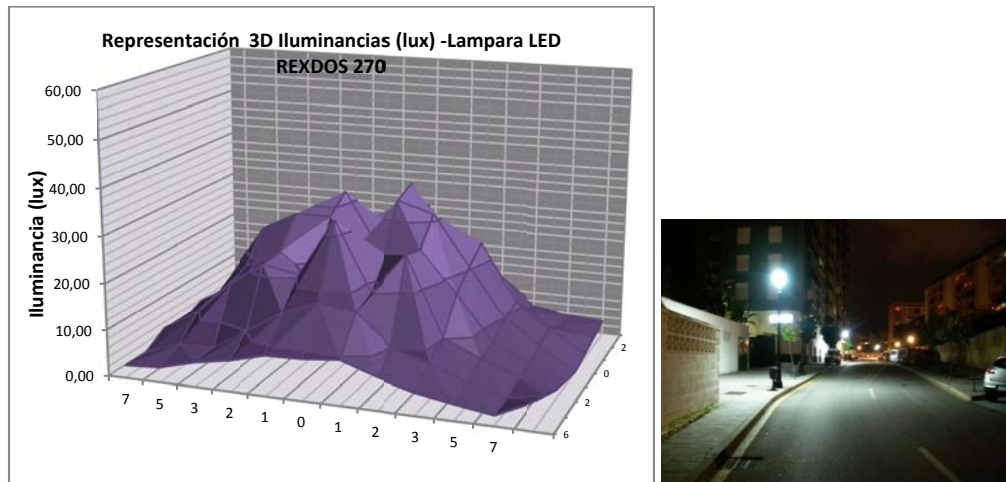 Representación 3D Iluminancias (lux) -Lampara LED
REXDOS 270
60,00
50,00
40,00
30,00
20,00
10,00
0,00
Iluminancia (lux)
7 5 3 2 1 0 1 2 3 5 7
6
2
0
2